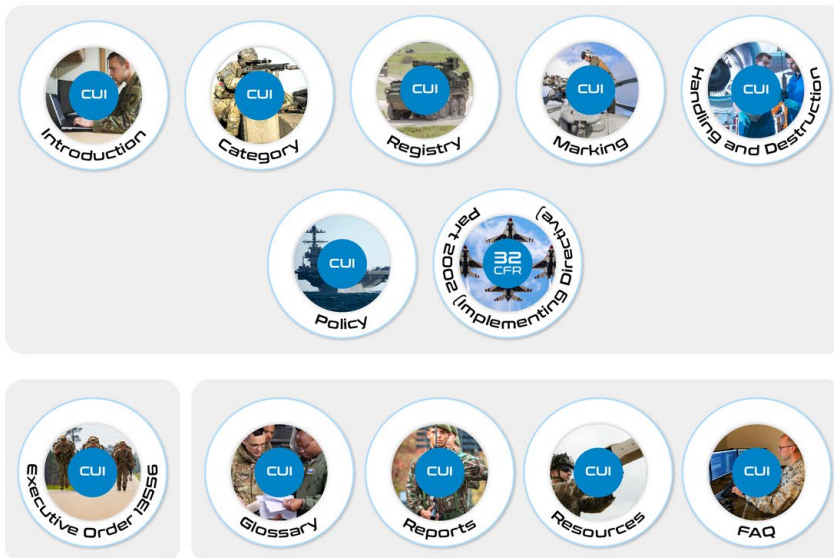 CUI
Introduction
CUI
Category
CUI
Registry
CUI
Marking
CUI
Handling and Destruction
CUI
Policy
32
CFR
Part 2002 (Implementing Directive)
CUI
Executive Order 13556
CUI
Glossary
CUI
Reports
CUI
Resources
CUI
FAQ